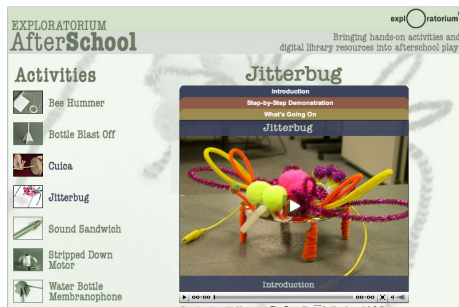 EXPLORATORIUM
AfterSchool
expl ratorium
Bringing hands-on activities and
digital library resources into afterschool play
Activities
Bee Hummer
Bottle Blast Off
Cuica
Jitterbug
Sound Sandwich
Stripped Down
Motor
Water Bottle
Membranophone
Jitterbug
Introduction
Step-by-Step Demonstration
What's Going On
Jitterbug
Introduction
00:00
00:00